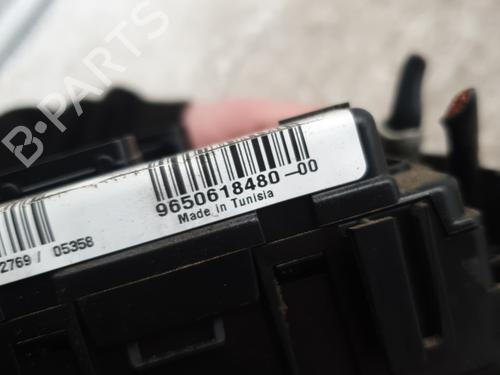 B-PARTS
9650618480-00
Made in Tunisia
2769 / 05358